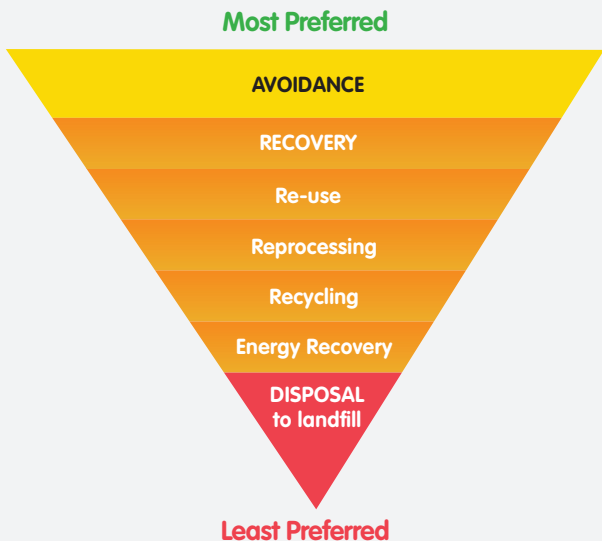 Most Preferred
AVOIDANCE
RECOVERY
Re-use
Reprocessing
Recycling
Energy Recovery
DISPOSAL
to landfill
Least Preferred